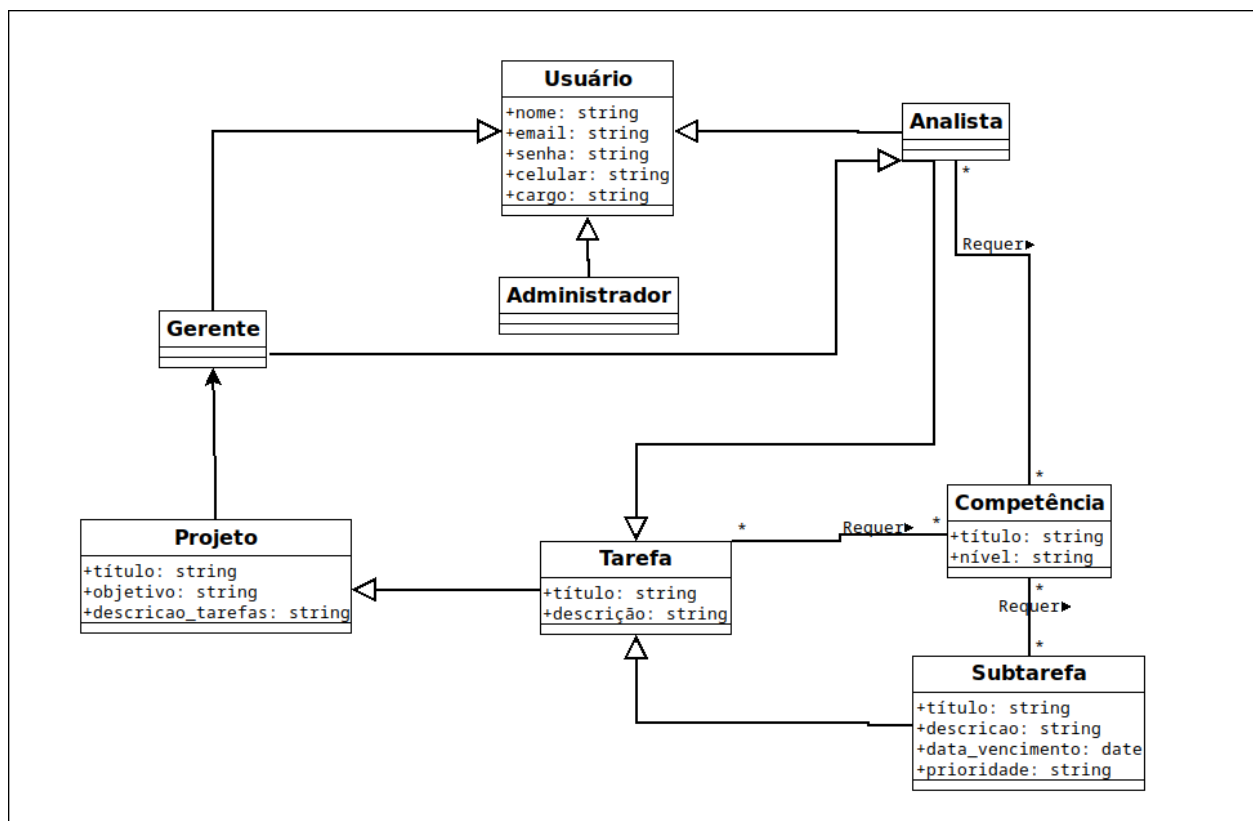 Usuário
+nome: string
+email: string
+senha: string
+celular: string
+cargo: string
Analista
*
Requer▶
Administrador
Gerente
Projeto
+título: string
+objetivo: string
+descricao_tarefas: string
Tarefa
+título: string
+descrição: string
*
Requer▶
*
*
Competência
+título: string
+nível: string
*
Requer▶
*
Subtarefa
+título: string
+descricao: string
+data_vencimento: date
+prioridade: string